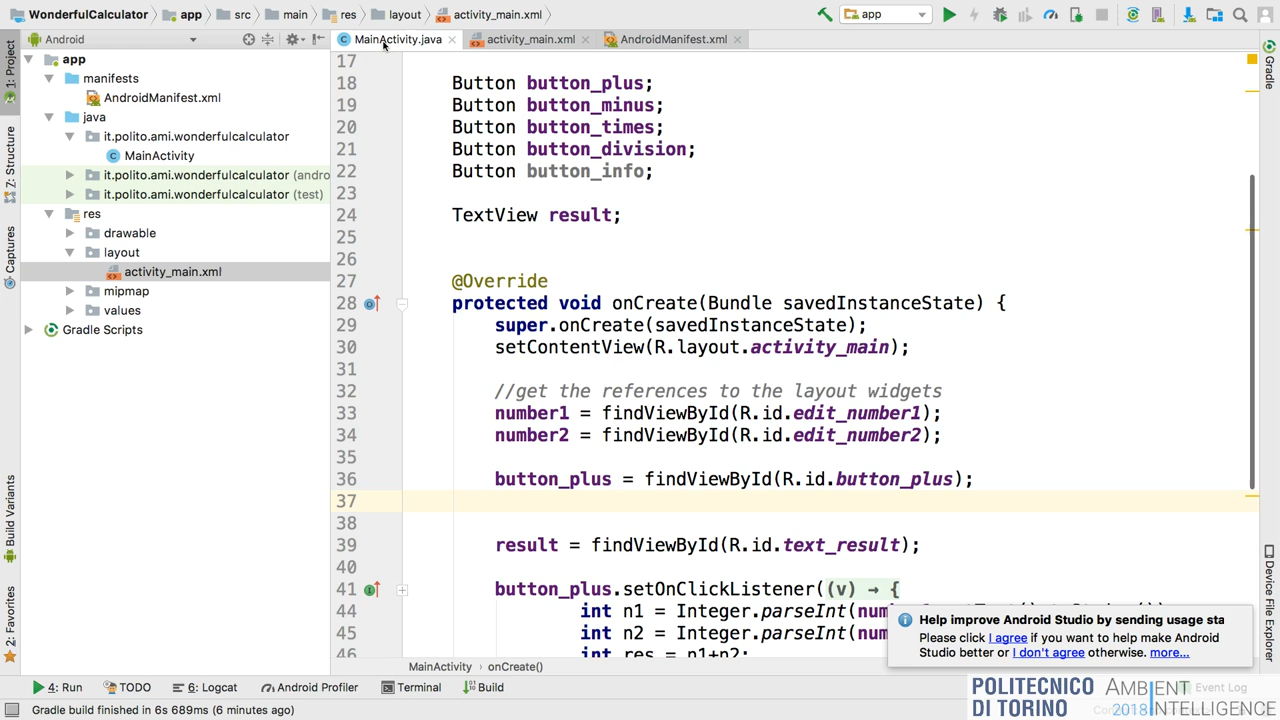 WonderfulCalculator app src main res layout activity_main.xml app
Android MainActivity.java activity_main.xml AndroidManifest.xml
1: Project
Z: Structure
Captures
Build Variants
2: Favorites
app
manifests
AndroidManifest.xml
java
it.polito.ami.wonderfulcalculator
MainActivity
it.polito.ami.wonderfulcalculator (andro
it.polito.ami.wonderfulcalculator (test)
res
drawable
layout
activity_main.xml
mipmap
values
Gradle Scripts
17
18 Button button_plus;
19 Button button_minus;
20 Button button_times;
21 Button button_division;
22 Button button_info;
23
24 TextView result;
25
26
27 @Override
28 protected void onCreate(Bundle savedInstanceState) {
29 super.onCreate(savedInstanceState);
30 setContentView(R.layout.activity_main);
31
32 //get the references to the layout widgets
33 number1 = findViewById(R.id.edit_number1);
34 number2 = findViewById(R.id.edit_number2);
35
36 button_plus = findViewById(R.id.button_plus);
37
38
39 result = findViewById(R.id.text_result);
40
41 button_plus.setOnClickListener((v) → {
44 int n1 = Integer.parseInt(num
45 int n2 = Integer.parseInt(num
46 int res = n1+n2;
Help improve Android Studio by sending usage sta
Please click I agree if you want to help make Android
Studio better or I don't agree otherwise. more...
MainActivity › onCreate()
Gradle
Device File Explorer
4: Run TODO 6: Logcat Android Profiler Terminal Build Event Log
Gradle build finished in 6s 689ms (6 minutes ago)
POLITECNICO
DI TORINO
AMBIENT
2018 INTELLIGENCE